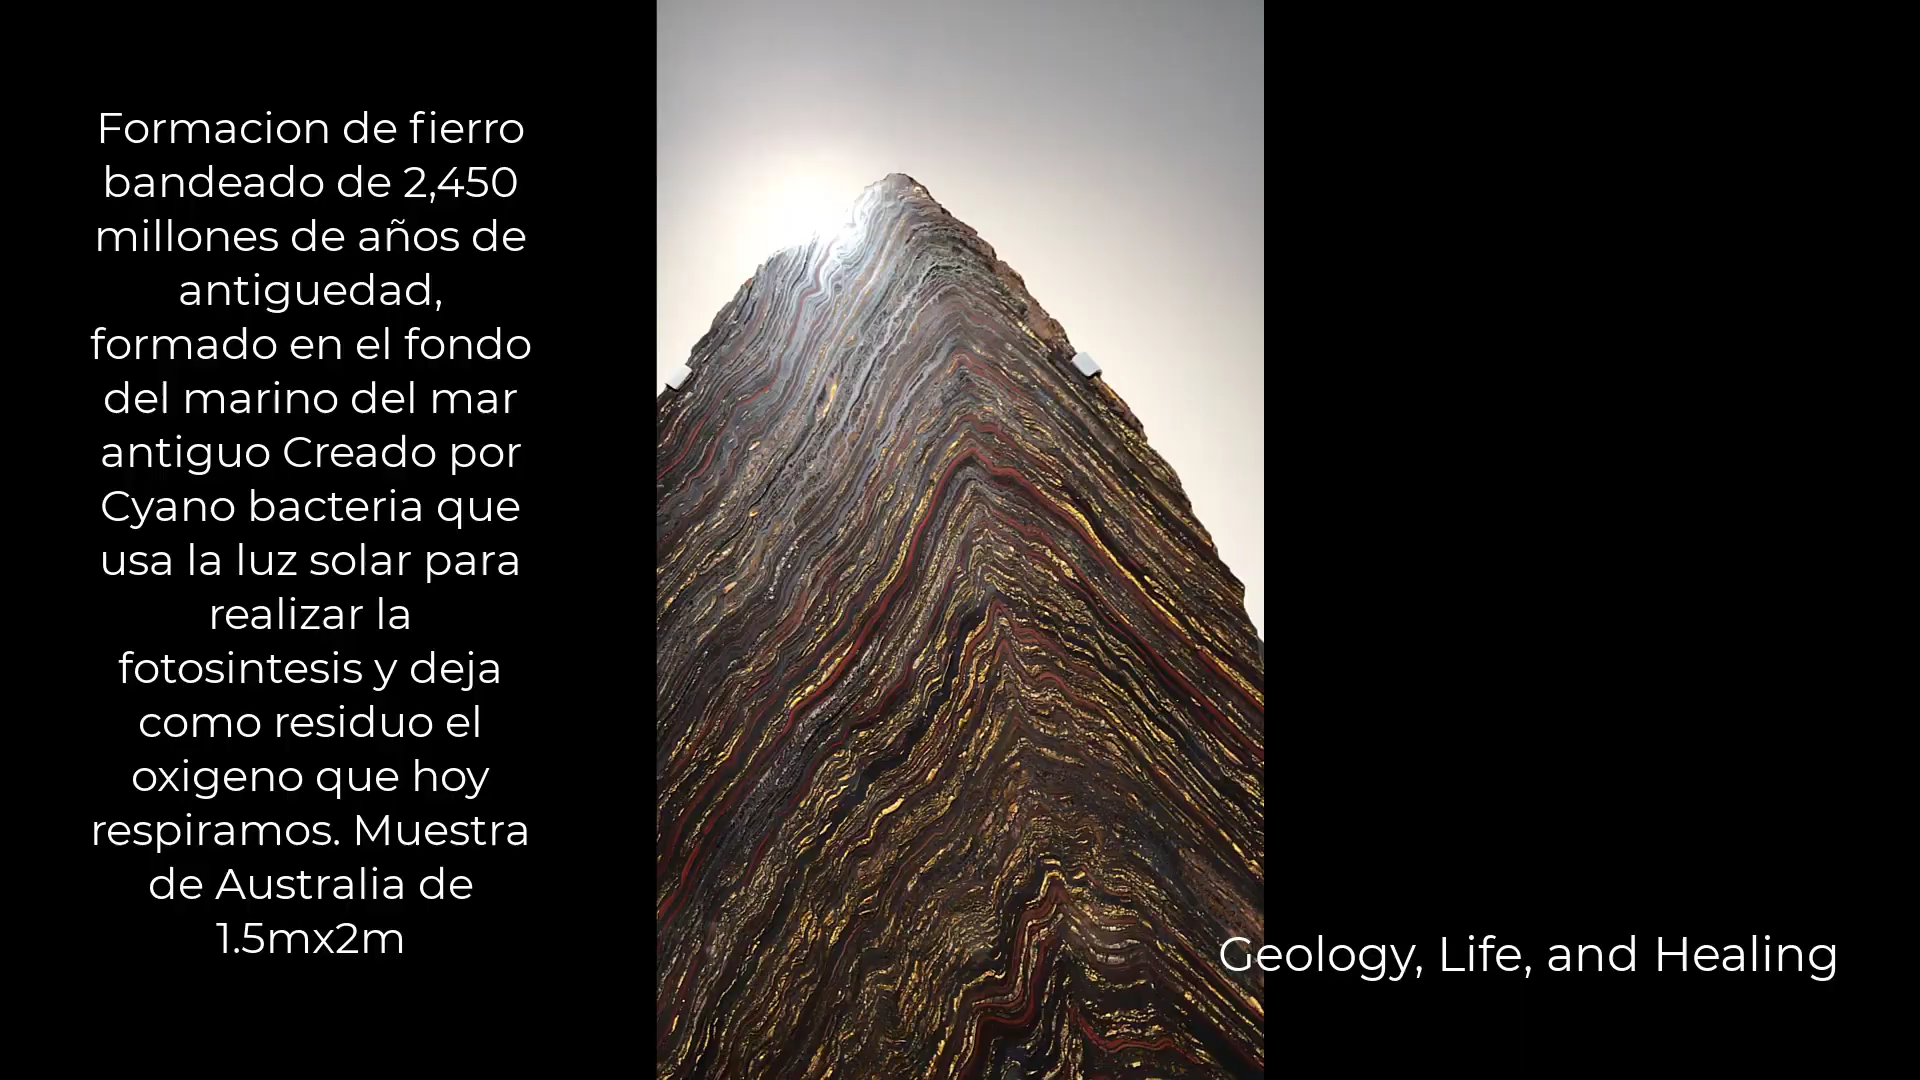 Formacion de fierro
bandeado de 2,450
millones de años de
antiguedad,
formado en el fondo
del marino del mar
antiguo Creado por
Cyano bacteria que
usa la luz solar para
realizar la
fotosintesis y deja
como residuo el
oxigeno que hoy
respiramos. Muestra
de Australia de
1.5mx2m
Geology, Life, and Healing